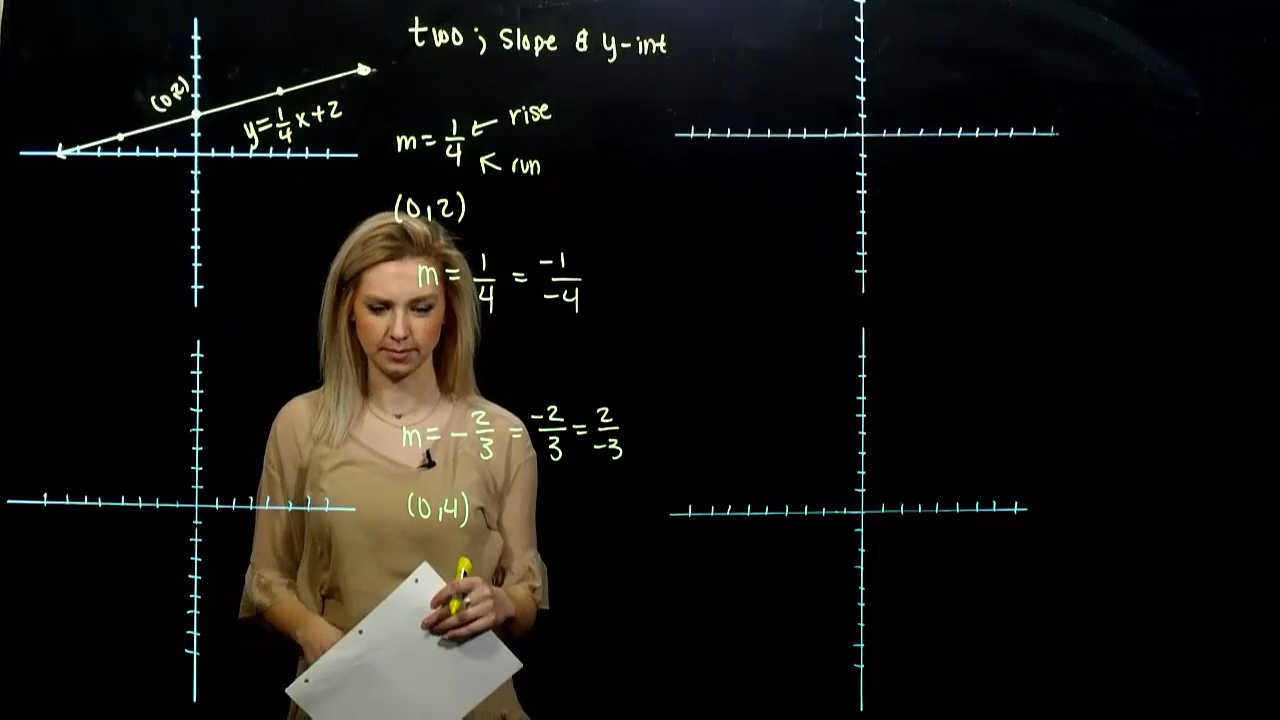 two ; slope & y-int
(0,2)
y=1/4x+2
m=1/4 ← rise
← run
(0,2)
m=1/4=-1/-4
m=-2/3=-2/3=2/-3
(0,4)